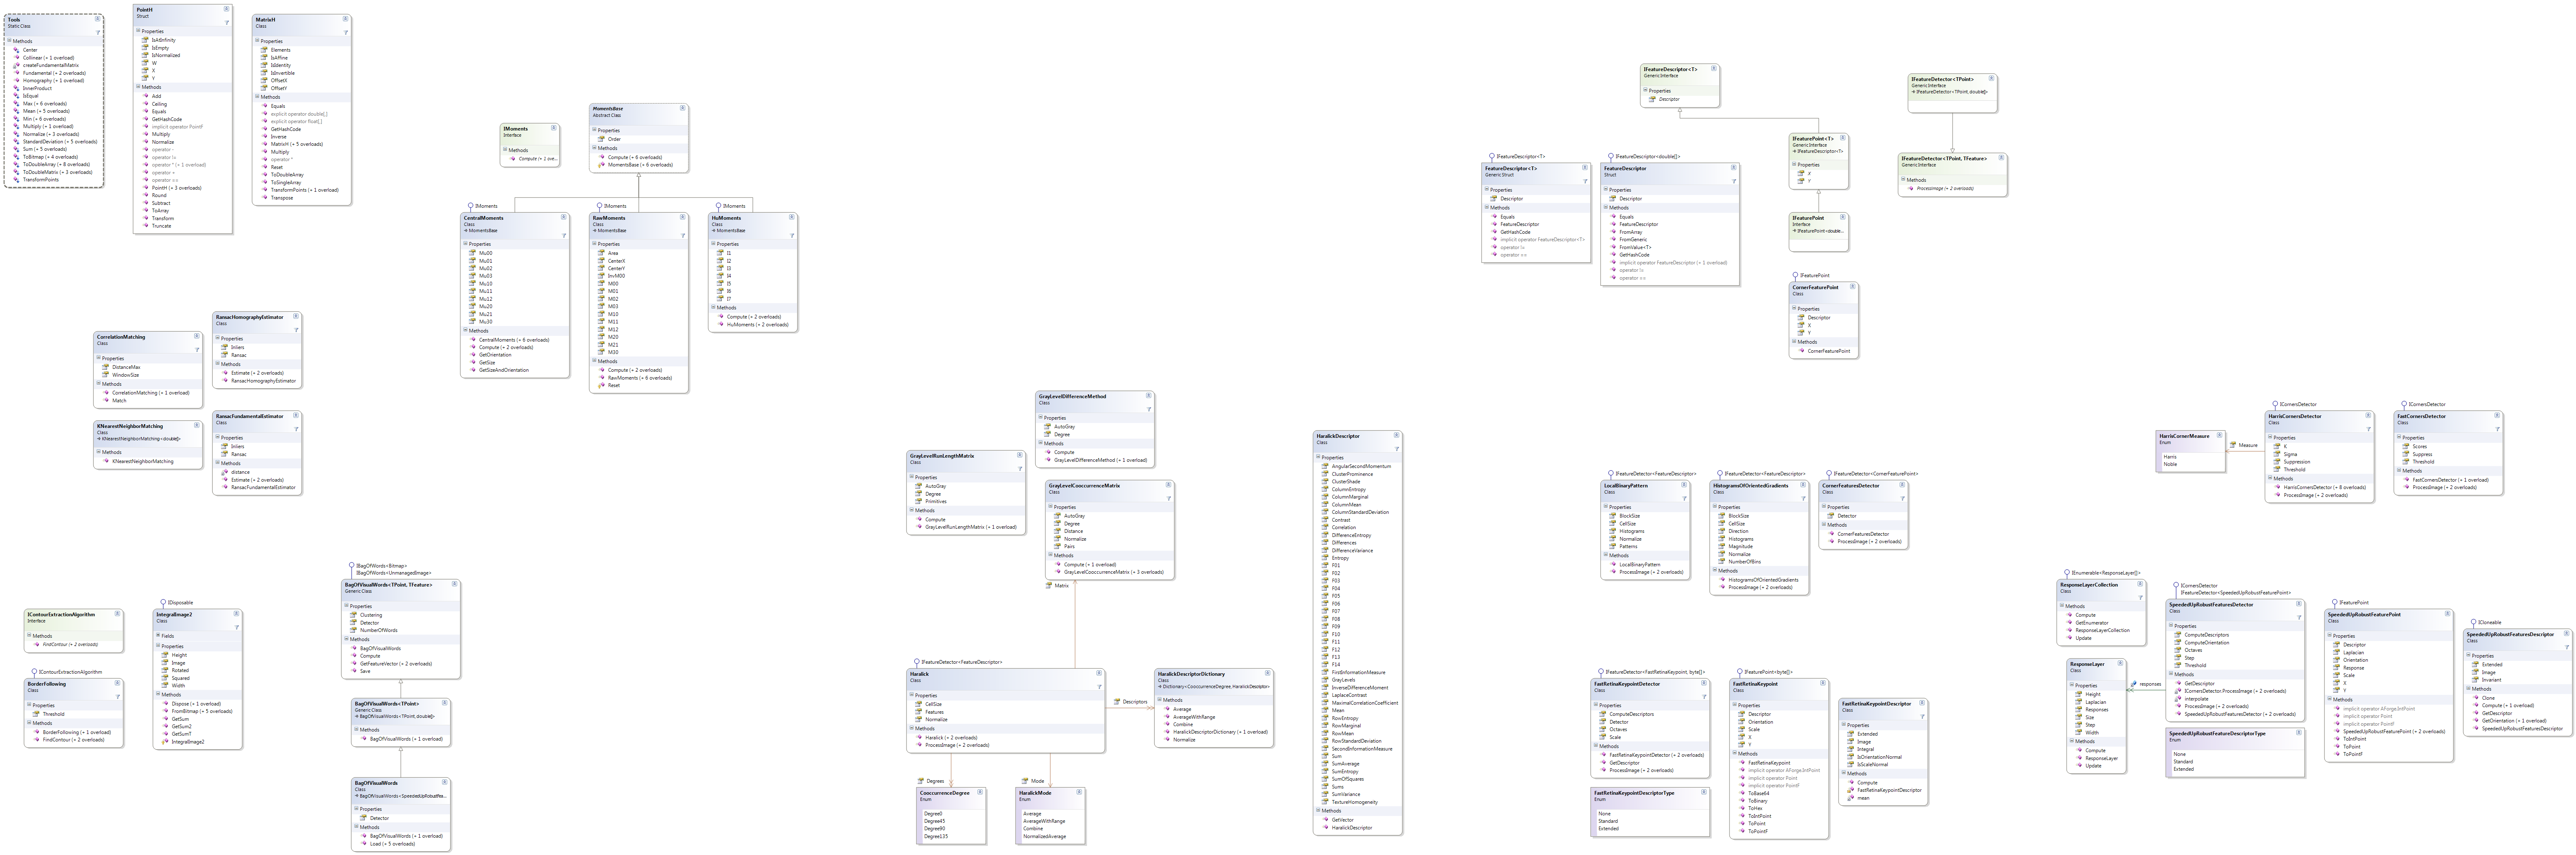 Tools
Static Class
Methods
Center
Collinear (+ 1 overload)
createFundamentalMatrix
Fundamental (+ 2 overloads)
Homography (+ 1 overload)
InnerProduct
IsEqual
Max (+ 6 overloads)
Mean (+ 5 overloads)
Min (+ 6 overloads)
Multiply (+ 1 overload)
Normalize (+ 3 overloads)
StandardDeviation (+ 5 overloads)
Sum (+ 5 overloads)
ToBitmap (+ 4 overloads)
ToDoubleArray (+ 8 overloads)
ToDoubleMatrix (+ 3 overloads)
TransformPoints
PointH
Struct
Properties
IsAtInfinity
IsEmpty
IsNormalized
W
X
Y
Methods
Add
Ceiling
Equals
GetHashCode
implicit operator PointF
Multiply
Normalize
operator -
operator !=
operator * (+ 1 overload)
operator +
operator ==
PointH (+ 3 overloads)
Round
Subtract
ToArray
Transform
Truncate
MatrixH
Class
Properties
Elements
IsAffine
IsIdentity
IsInvertible
OffsetX
OffsetY
Methods
Equals
explicit operator double[,]
explicit operator float[,]
GetHashCode
Inverse
MatrixH (+ 5 overloads)
Multiply
operator *
Reset
ToDoubleArray
ToSingleArray
TransformPoints (+ 1 overload)
Transpose
IMoments
Interface
Methods
Compute (+ 1 ove...
MomentsBase
Abstract Class
Properties
Order
Methods
Compute (+ 6 overloads)
MomentsBase (+ 6 overloads)
IMoments
CentralMoments
Class
MomentsBase
Properties
Mu00
Mu01
Mu02
Mu03
Mu10
Mu11
Mu12
Mu20
Mu21
Mu30
Methods
CentralMoments (+ 6 overloads)
Compute (+ 2 overloads)
GetOrientation
GetSize
GetSizeAndOrientation
IMoments
RawMoments
Class
MomentsBase
Properties
Area
CenterX
CenterY
InvM00
M00
M01
M02
M03
M10
M11
M12
M20
M21
M30
Methods
Compute (+ 2 overloads)
RawMoments (+ 6 overloads)
Reset
IMoments
HuMoments
Class
MomentsBase
Properties
I1
I2
I3
I4
I5
I6
I7
Methods
Compute (+ 2 overloads)
HuMoments (+ 2 overloads)
CorrelationMatching
Class
Properties
DistanceMax
WindowSize
Methods
CorrelationMatching (+ 1 overload)
Match
RansacHomographyEstimator
Class
Properties
Inliers
Ransac
Methods
Estimate (+ 2 overloads)
RansacHomographyEstimator
KNearestNeighborMatching
Class
KNearestNeighborMatching<double[]>
Methods
KNearestNeighborMatching
RansacFundamentalEstimator
Class
Properties
Inliers
Ransac
Methods
distance
Estimate (+ 2 overloads)
RansacFundamentalEstimator
IContourExtractionAlgorithm
Interface
Methods
FindContour (+ 2 overloads)
IContourExtractionAlgorithm
BorderFollowing
Class
Properties
Threshold
Methods
BorderFollowing (+ 1 overload)
FindContour (+ 2 overloads)
IDisposable
IntegralImage2
Class
Fields
Properties
Height
Image
Rotated
Squared
Width
Methods
Dispose (+ 1 overload)
FromBitmap (+ 5 overloads)
GetSum
GetSum2
GetSumT
IntegralImage2
IBagOfWords<Bitmap>
IBagOfWords<UnmanagedImage>
BagOfVisualWords<TPoint, TFeature>
Generic Class
Properties
Clustering
Detector
NumberOfWords
Methods
BagOfVisualWords
Compute
GetFeatureVector (+ 2 overloads)
Save
BagOfVisualWords<TPoint>
Generic Class
BagOfVisualWords<TPoint,double[]>
Methods
BagOfVisualWords (+ 1 overload)
BagOfVisualWords
Class
BagOfVisualWords<SpeededUpRobustFea...
Properties
Detector
Methods
BagOfVisualWords (+ 1 overload)
Load (+ 5 overloads)
GrayLevelDifferenceMethod
Class
Properties
AutoGray
Degree
Methods
Compute
GrayLevelDifferenceMethod (+ 1 overload)
GrayLevelRunLengthMatrix
Class
Properties
AutoGray
Degree
Primitives
Methods
Compute
GrayLevelRunLengthMatrix (+ 1 overload)
GrayLevelCooccurrenceMatrix
Class
Properties
AutoGray
Degree
Distance
Normalize
Pairs
Methods
Compute (+ 1 overload)
GrayLevelCooccurrenceMatrix (+ 3 overloads)
Matrix
IFeatureDetector<FeatureDescriptor>
Haralick
Class
Properties
CellSize
Features
Normalize
Methods
Haralick (+ 2 overloads)
ProcessImage (+ 2 overloads)
Descriptors
HaralickDescriptorDictionary
Class
Dictionary<CooccurrenceDegree,HaralickDescriptor>
Methods
Average
AverageWithRange
Combine
HaralickDescriptorDictionary (+ 1 overload)
Normalize
Degrees
CooccurrenceDegree
Enum
Degree0
Degree45
Degree90
Degree135
Mode
HaralickMode
Enum
Average
AverageWithRange
Combine
NormalizedAverage
HaralickDescriptor
Class
Properties
AngularSecondMomentum
ClusterProminence
ClusterShade
ColumnEntropy
ColumnMarginal
ColumnMean
ColumnStandardDeviation
Contrast
Correlation
DifferenceEntropy
Differences
DifferenceVariance
Entropy
F01
F02
F03
F04
F05
F06
F07
F08
F09
F10
F11
F12
F13
F14
FirstInformationMeasure
GrayLevels
InverseDifferenceMoment
LaplaceContrast
MaximalCorrelationCoefficient
Mean
RowEntropy
RowMarginal
RowMean
RowStandardDeviation
SecondInformationMeasure
Sum
SumAverage
SumEntropy
SumOfSquares
Sums
SumVariance
TextureHomogeneity
Methods
GetVector
HaralickDescriptor
IFeatureDescriptor<T>
Generic Interface
Properties
Descriptor
IFeatureDescriptor<T>
FeatureDescriptor<T>
Generic Struct
Properties
Descriptor
Methods
Equals
FeatureDescriptor
GetHashCode
implicit operator FeatureDescriptor<T>
operator !=
operator ==
IFeatureDescriptor<double[]>
FeatureDescriptor
Struct
Properties
Descriptor
Methods
Equals
FeatureDescriptor
FromArray
FromGeneric
FromValue<T>
GetHashCode
implicit operator FeatureDescriptor (+ 1 overload)
operator !=
operator ==
IFeaturePoint<T>
Generic Interface
IFeatureDescriptor<T>
Properties
X
Y
IFeaturePoint
Interface
IFeaturePoint<double...
IFeaturePoint
CornerFeaturePoint
Class
Properties
Descriptor
X
Y
Methods
CornerFeaturePoint
IFeatureDetector<TPoint>
Generic Interface
IFeatureDetector<TPoint,double[]>
IFeatureDetector<TPoint, TFeature>
Generic Interface
Methods
ProcessImage (+ 2 overloads)
HarrisCornerMeasure
Enum
Harris
Noble
Measure
ICornersDetector
HarrisCornersDetector
Class
Properties
K
Sigma
Suppression
Threshold
Methods
HarrisCornersDetector (+ 8 overloads)
ProcessImage (+ 2 overloads)
ICornersDetector
FastCornersDetector
Class
Properties
Scores
Suppress
Threshold
Methods
FastCornersDetector (+ 1 overload)
ProcessImage (+ 2 overloads)
IFeatureDetector<FeatureDescriptor>
LocalBinaryPattern
Class
Properties
BlockSize
CellSize
Histograms
Normalize
Patterns
Methods
LocalBinaryPattern
ProcessImage (+ 2 overloads)
IFeatureDetector<FeatureDescriptor>
HistogramsOfOrientedGradients
Class
Properties
BlockSize
CellSize
Direction
Histograms
Magnitude
Normalize
NumberOfBins
Methods
HistogramsOfOrientedGradients
ProcessImage (+ 2 overloads)
IFeatureDetector<CornerFeaturePoint>
CornerFeaturesDetector
Class
Properties
Detector
Methods
CornerFeaturesDetector
ProcessImage (+ 2 overloads)
IFeatureDetector<FastRetinaKeypoint, byte[]>
FastRetinaKeypointDetector
Class
Properties
ComputeDescriptors
Detector
Octaves
Scale
Methods
FastRetinaKeypointDetector (+ 2 overloads)
GetDescriptor
ProcessImage (+ 2 overloads)
FastRetinaKeypointDescriptorType
Enum
None
Standard
Extended
IFeaturePoint<byte[]>
FastRetinaKeypoint
Class
Properties
Descriptor
Orientation
Scale
X
Y
Methods
FastRetinaKeypoint
implicit operator AForge.IntPoint
implicit operator Point
implicit operator PointF
ToBase64
ToBinary
ToHex
ToIntPoint
ToPoint
ToPointF
FastRetinaKeypointDescriptor
Class
Properties
Extended
Image
Integral
IsOrientationNormal
IsScaleNormal
Methods
Compute
FastRetinaKeypointDescriptor
mean
IEnumerable<ResponseLayer[]>
ResponseLayerCollection
Class
Methods
Compute
GetEnumerator
ResponseLayerCollection
Update
ResponseLayer
Class
Properties
Height
Laplacian
Responses
Size
Step
Width
Methods
Compute
ResponseLayer
Update
responses
ICornersDetector
IFeatureDetector<SpeededUpRobustFeaturePoint>
SpeededUpRobustFeaturesDetector
Class
Properties
ComputeDescriptors
ComputeOrientation
Octaves
Step
Threshold
Methods
GetDescriptor
ICornersDetector.ProcessImage (+ 2 overloads)
interpolate
ProcessImage (+ 2 overloads)
SpeededUpRobustFeaturesDetector (+ 2 overloads)
SpeededUpRobustFeatureDescriptorType
Enum
None
Standard
Extended
IFeaturePoint
SpeededUpRobustFeaturePoint
Class
Properties
Descriptor
Laplacian
Orientation
Response
Scale
X
Y
Methods
implicit operator AForge.IntPoint
implicit operator Point
implicit operator PointF
SpeededUpRobustFeaturePoint (+ 2 overloads)
ToIntPoint
ToPoint
ToPointF
ICloneable
SpeededUpRobustFeaturesDescriptor
Class
Properties
Extended
Image
Invariant
Methods
Clone
Compute (+ 1 overload)
GetDescriptor
GetOrientation (+ 1 overload)
SpeededUpRobustFeaturesDescriptor